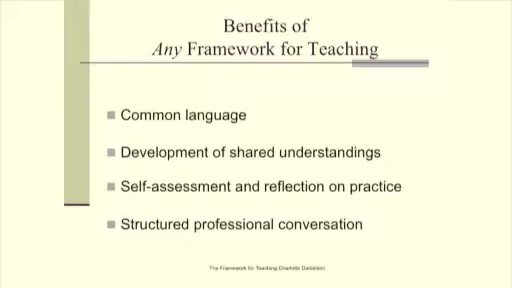 Benefits of
Any Framework for Teaching
Common language
Development of shared understandings
Self-assessment and reflection on practice
Structured professional conversation
The Framework for Teaching Charlotte Danielson